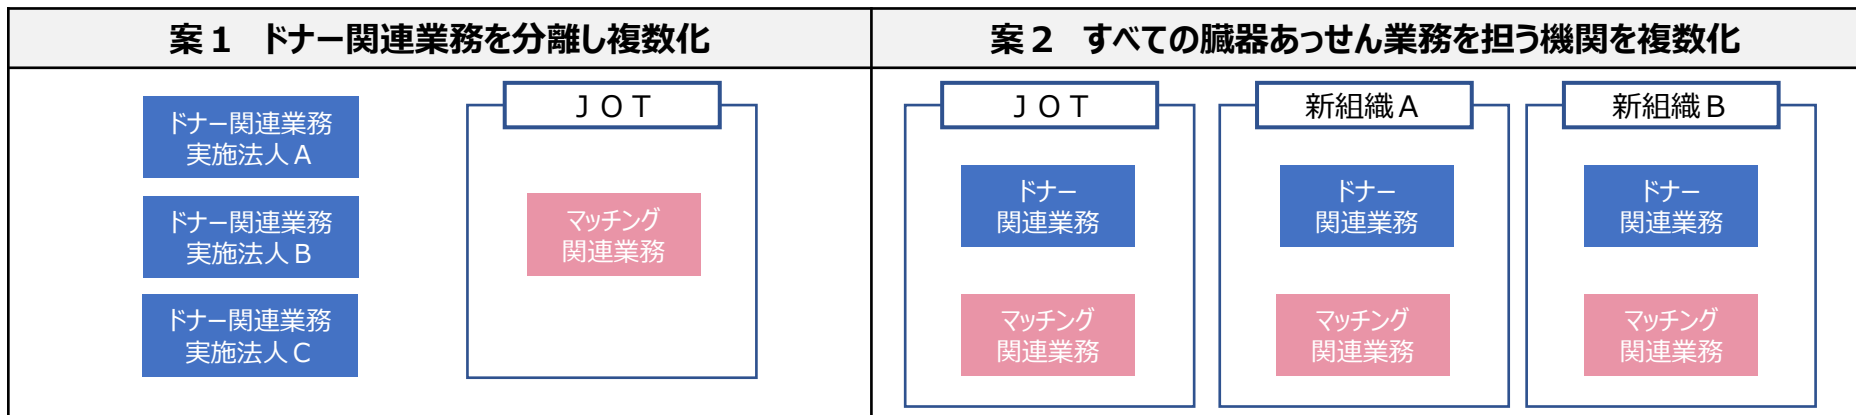 案１　ドナー関連業務を分離し複数化
ドナー関連業務
実施法人Ａ
ドナー関連業務
実施法人Ｂ
ドナー関連業務
実施法人Ｃ
ＪＯＴ
マッチング
関連業務
案２　すべての臓器あっせん業務を担う機関を複数化
ＪＯＴ
ドナー
関連業務
マッチング
関連業務
新組織Ａ
ドナー
関連業務
マッチング
関連業務
新組織Ｂ
ドナー
関連業務
マッチング
関連業務